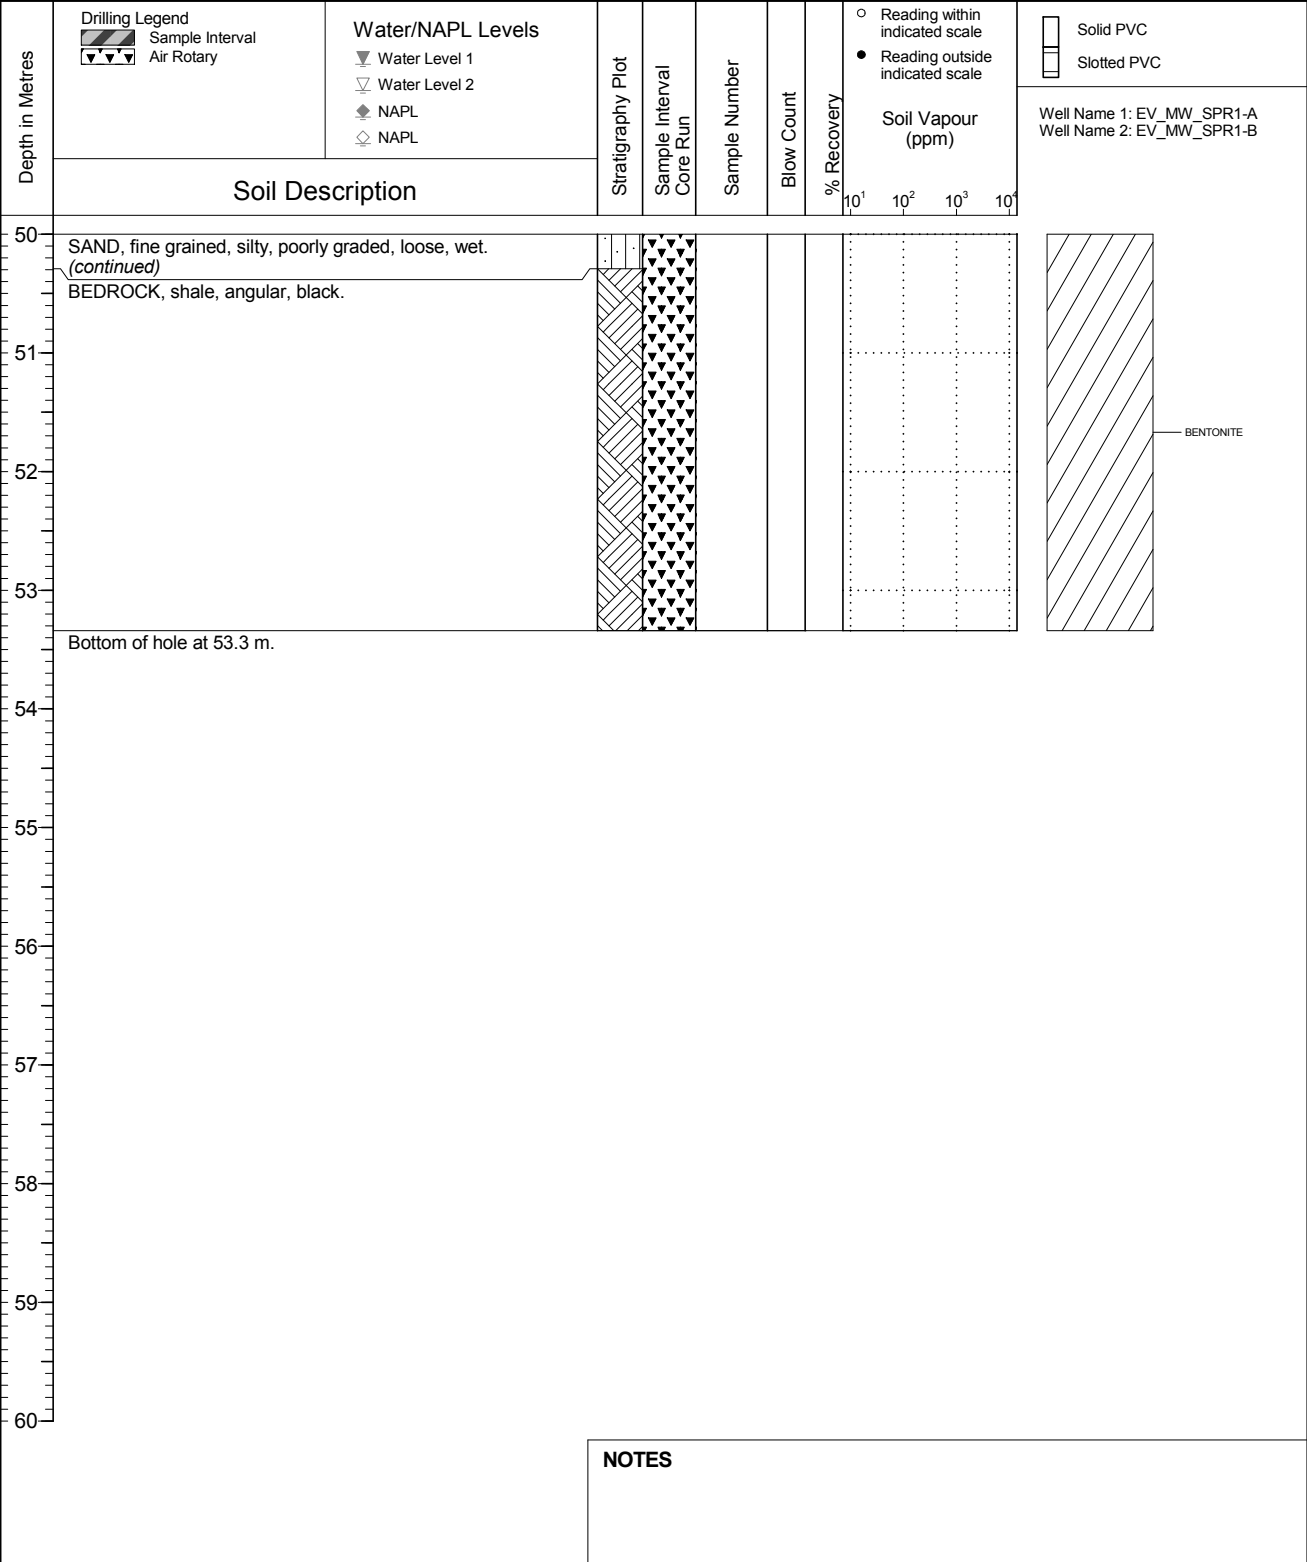 Depth in Metres
Drilling Legend
Sample Interval
Air Rotary
Water/NAPL Levels
Water Level 1
Water Level 2
NAPL
NAPL
Soil Description
Stratigraphy Plot
Sample Interval
Core Run
Sample Number
Blow Count
% Recovery
Reading within
indicated scale
Reading outside
indicated scale
Soil Vapour
(ppm)
10¹ 10² 10³ 10⁴
Solid PVC
Slotted PVC
Well Name 1: EV_MW_SPR1-A
Well Name 2: EV_MW_SPR1-B
50
SAND, fine grained, silty, poorly graded, loose, wet.
(continued)
BEDROCK, shale, angular, black.
51
BENTONITE
52
53
Bottom of hole at 53.3 m.
54
55
56
57
58
59
60
NOTES